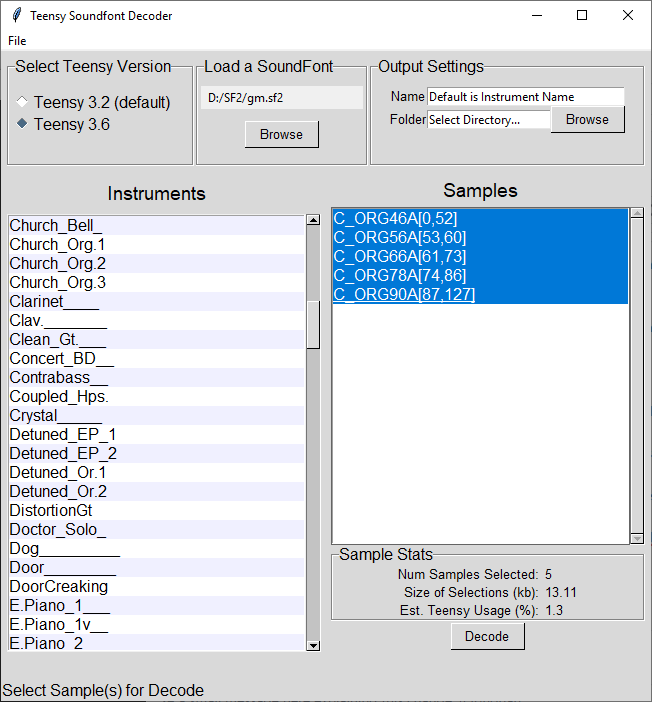 Teensy Soundfont Decoder
File
Select Teensy Version
Teensy 3.2 (default)
Teensy 3.6
Load a SoundFont
D:/SF2/gm.sf2
Browse
Output Settings
Name Default is Instrument Name
Folder Select Directory... Browse
Instruments
Church_Bell_
Church_Org.1
Church_Org.2
Church_Org.3
Clarinet____
Clav._______
Clean_Gt.___
Concert_BD__
Contrabass__
Coupled_Hps.
Crystal_____
Detuned_EP_1
Detuned_EP_2
Detuned_Or.1
Detuned_Or.2
DistortionGt
Doctor_Solo_
Dog_________
Door________
DoorCreaking
E.Piano_1___
E.Piano_1v__
E.Piano_2
Samples
C_ORG46A[0,52]
C_ORG56A[53,60]
C_ORG66A[61,73]
C_ORG78A[74,86]
C_ORG90A[87,127]
Sample Stats
Num Samples Selected: 5
Size of Selections (kb): 13.11
Est. Teensy Usage (%): 1.3
Decode
Select Sample(s) for Decode